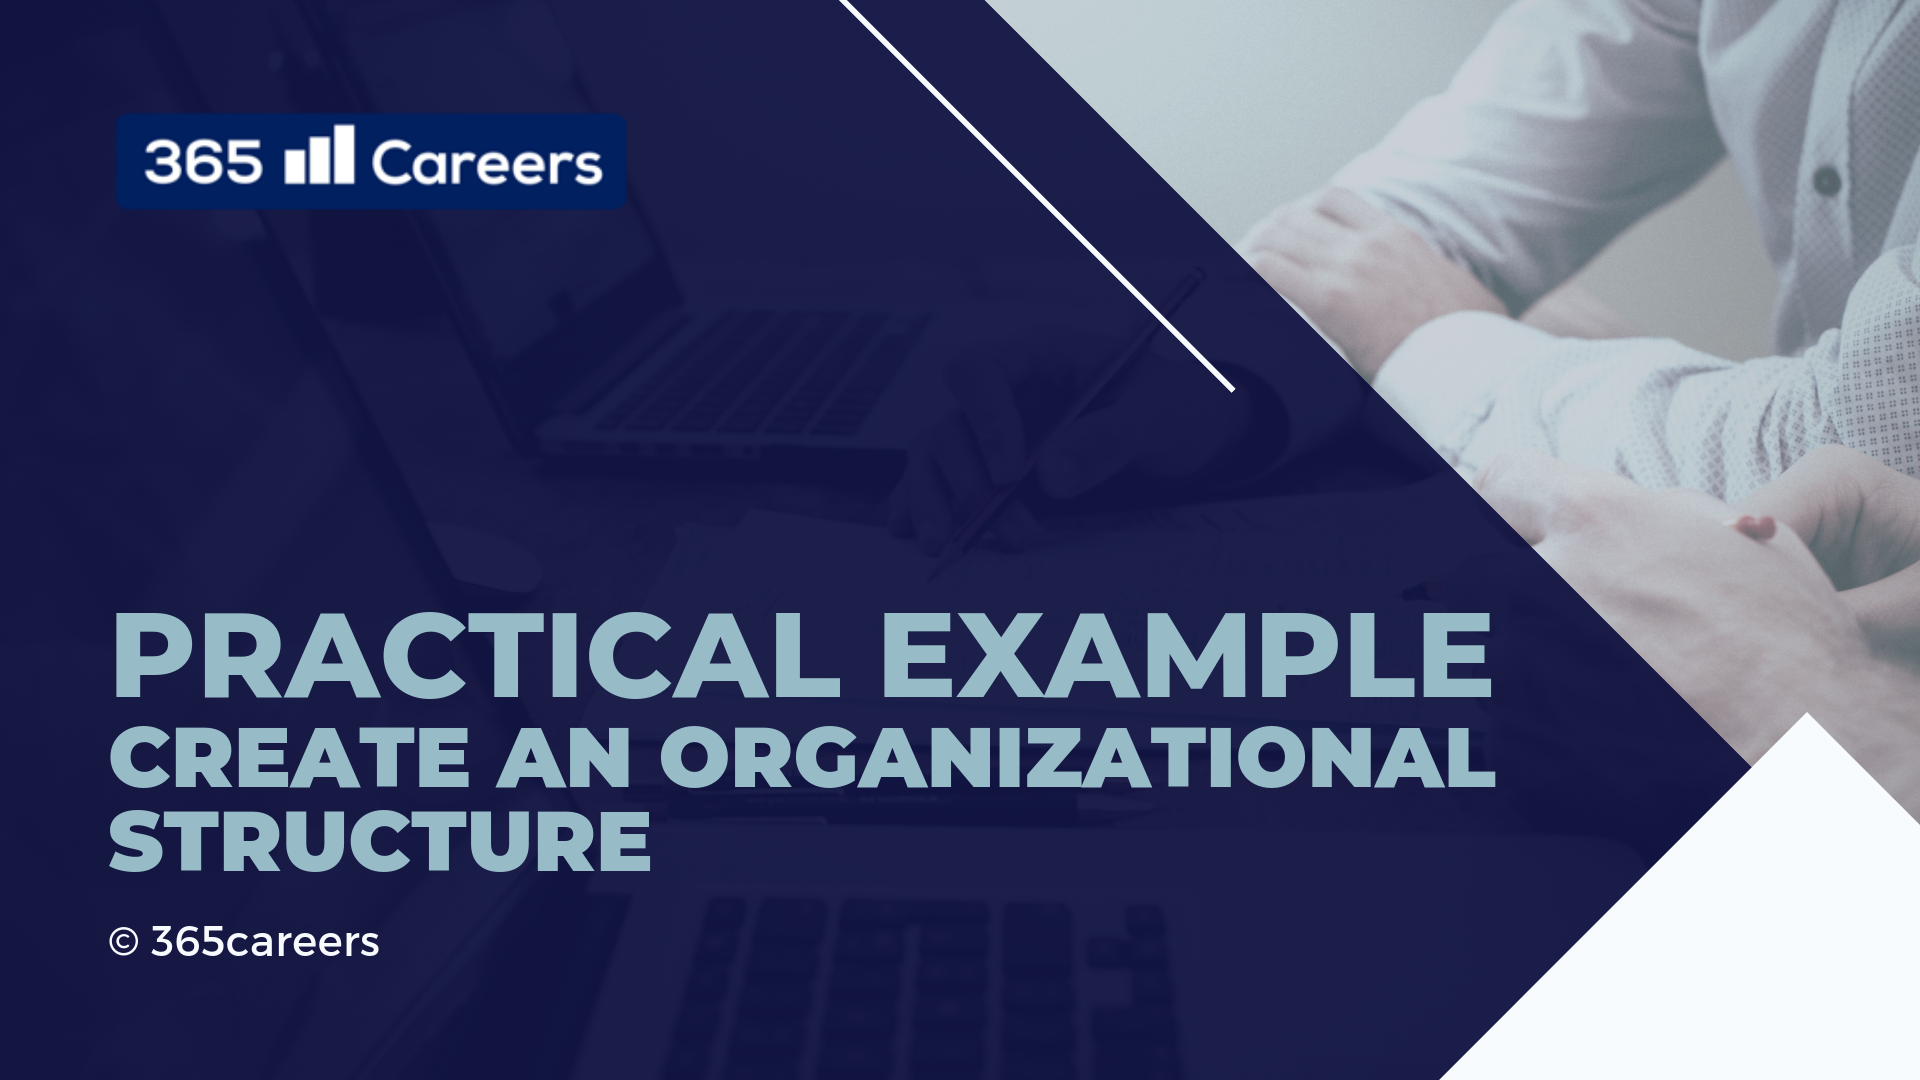 365 Careers
PRACTICAL EXAMPLE
CREATE AN ORGANIZATIONAL
STRUCTURE
© 365careers